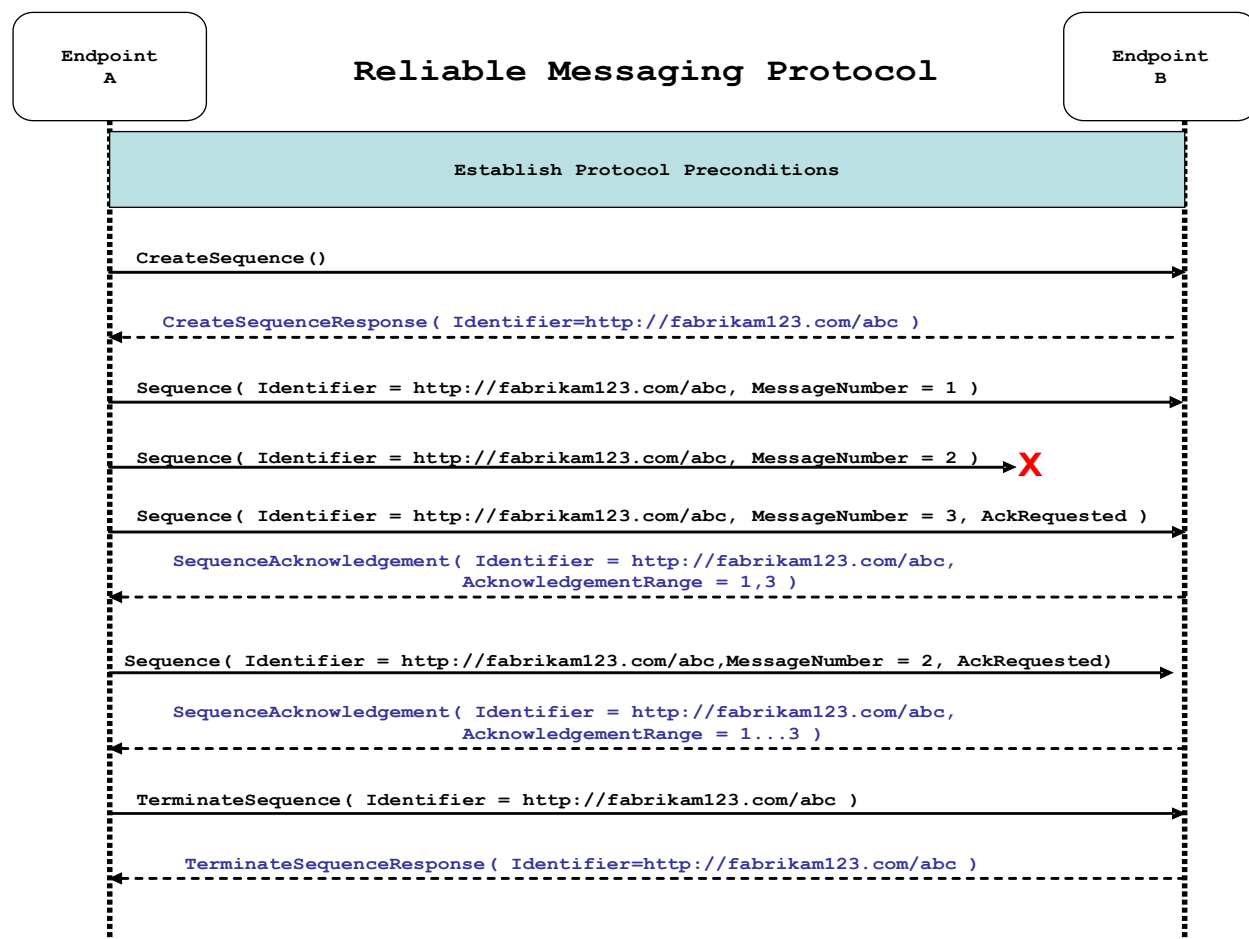 Endpoint
A
Reliable Messaging Protocol
Endpoint
B
Establish Protocol Preconditions
CreateSequence()
CreateSequenceResponse( Identifier=http://fabrikam123.com/abc )
Sequence( Identifier = http://fabrikam123.com/abc, MessageNumber = 1 )
Sequence( Identifier = http://fabrikam123.com/abc, MessageNumber = 2 )
X
Sequence( Identifier = http://fabrikam123.com/abc, MessageNumber = 3, AckRequested )
SequenceAcknowledgement( Identifier = http://fabrikam123.com/abc,
AcknowledgementRange = 1,3 )
Sequence( Identifier = http://fabrikam123.com/abc,MessageNumber = 2, AckRequested)
SequenceAcknowledgement( Identifier = http://fabrikam123.com/abc,
AcknowledgementRange = 1...3 )
TerminateSequence( Identifier = http://fabrikam123.com/abc )
TerminateSequenceResponse( Identifier=http://fabrikam123.com/abc )